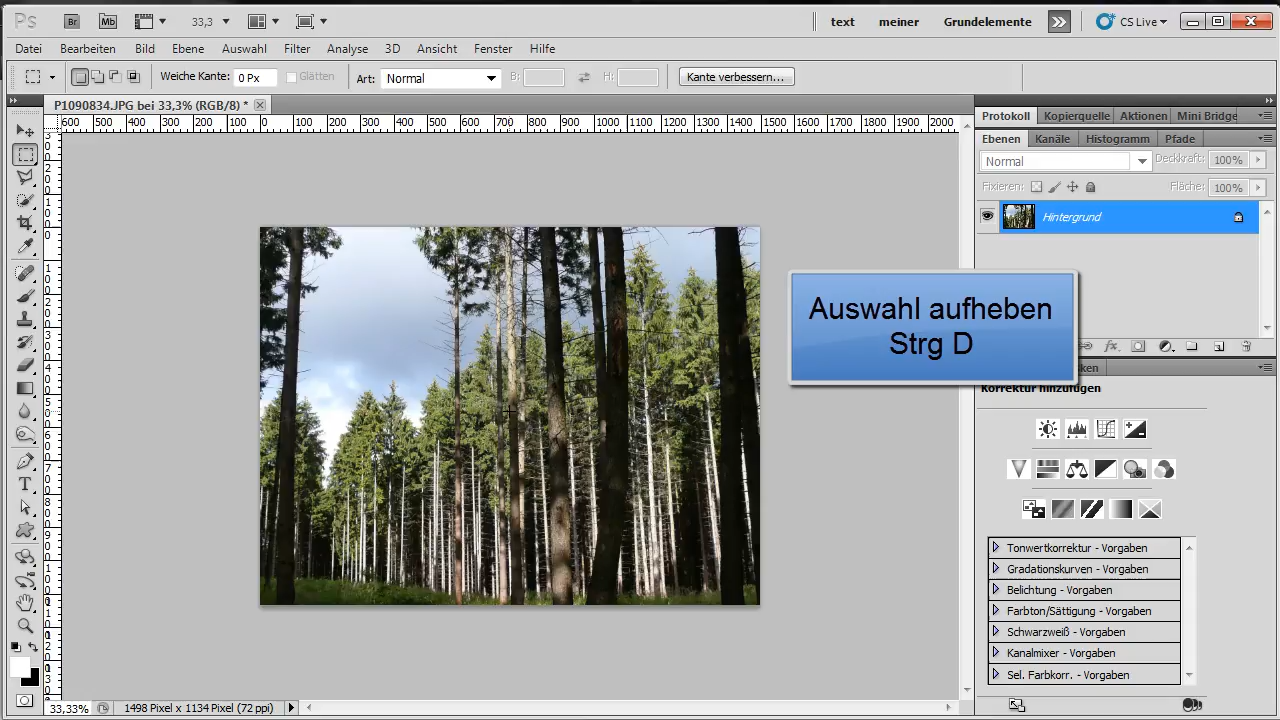 Ps Br Mb 33,3 text meiner Grundelemente CS Live
Datei Bearbeiten Bild Ebene Auswahl Filter Analyse 3D Ansicht Fenster Hilfe
Weiche Kante: 0 Px Glätten Art: Normal B: H: Kante verbessern...
P1090834.JPG bei 33,3% (RGB/8) *
600 500 400 300 200 100 0 100 200 300 400 500 600 700 800 900 1000 1100 1200 1300 1400 1500 1600 1700 1800 1900 2000
Protokoll Kopierquelle Aktionen Mini Bridge
Ebenen Kanäle Histogramm Pfade
Normal Deckkraft: 100%
Fixieren: Fläche: 100%
Hintergrund
Auswahl aufheben
Strg D
Korrektur hinzufügen
Tonwertkorrektur - Vorgaben
Gradationskurven - Vorgaben
Belichtung - Vorgaben
Farbton/Sättigung - Vorgaben
Schwarzweiß - Vorgaben
Kanalmixer - Vorgaben
Sel. Farbkorr. - Vorgaben
33,33% 1498 Pixel x 1134 Pixel (72 ppi)